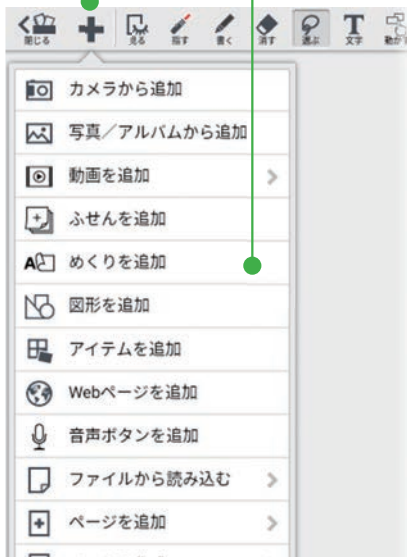 閉じる 見る 指す 書く 消す 選ぶ 文字
カメラから追加
写真／アルバムから追加
動画を追加
ふせんを追加
A めくりを追加
図形を追加
アイテムを追加
Webページを追加
音声ボタンを追加
ファイルから読み込む
ページを追加